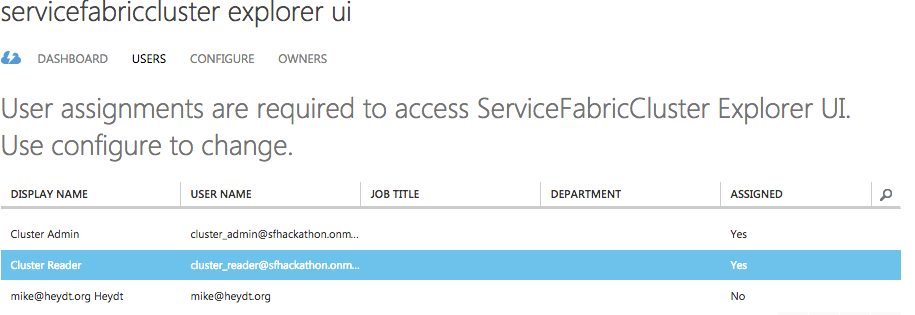 servicefabriccluster explorer ui
DASHBOARD USERS CONFIGURE OWNERS
User assignments are required to access ServiceFabricCluster Explorer UI.
Use configure to change.
DISPLAY NAME USER NAME JOB TITLE DEPARTMENT ASSIGNED
Cluster Admin cluster_admin@sfhackathon.onm... Yes
Cluster Reader cluster_reader@sfhackathon.onm... Yes
mike@heydt.org Heydt mike@heydt.org No